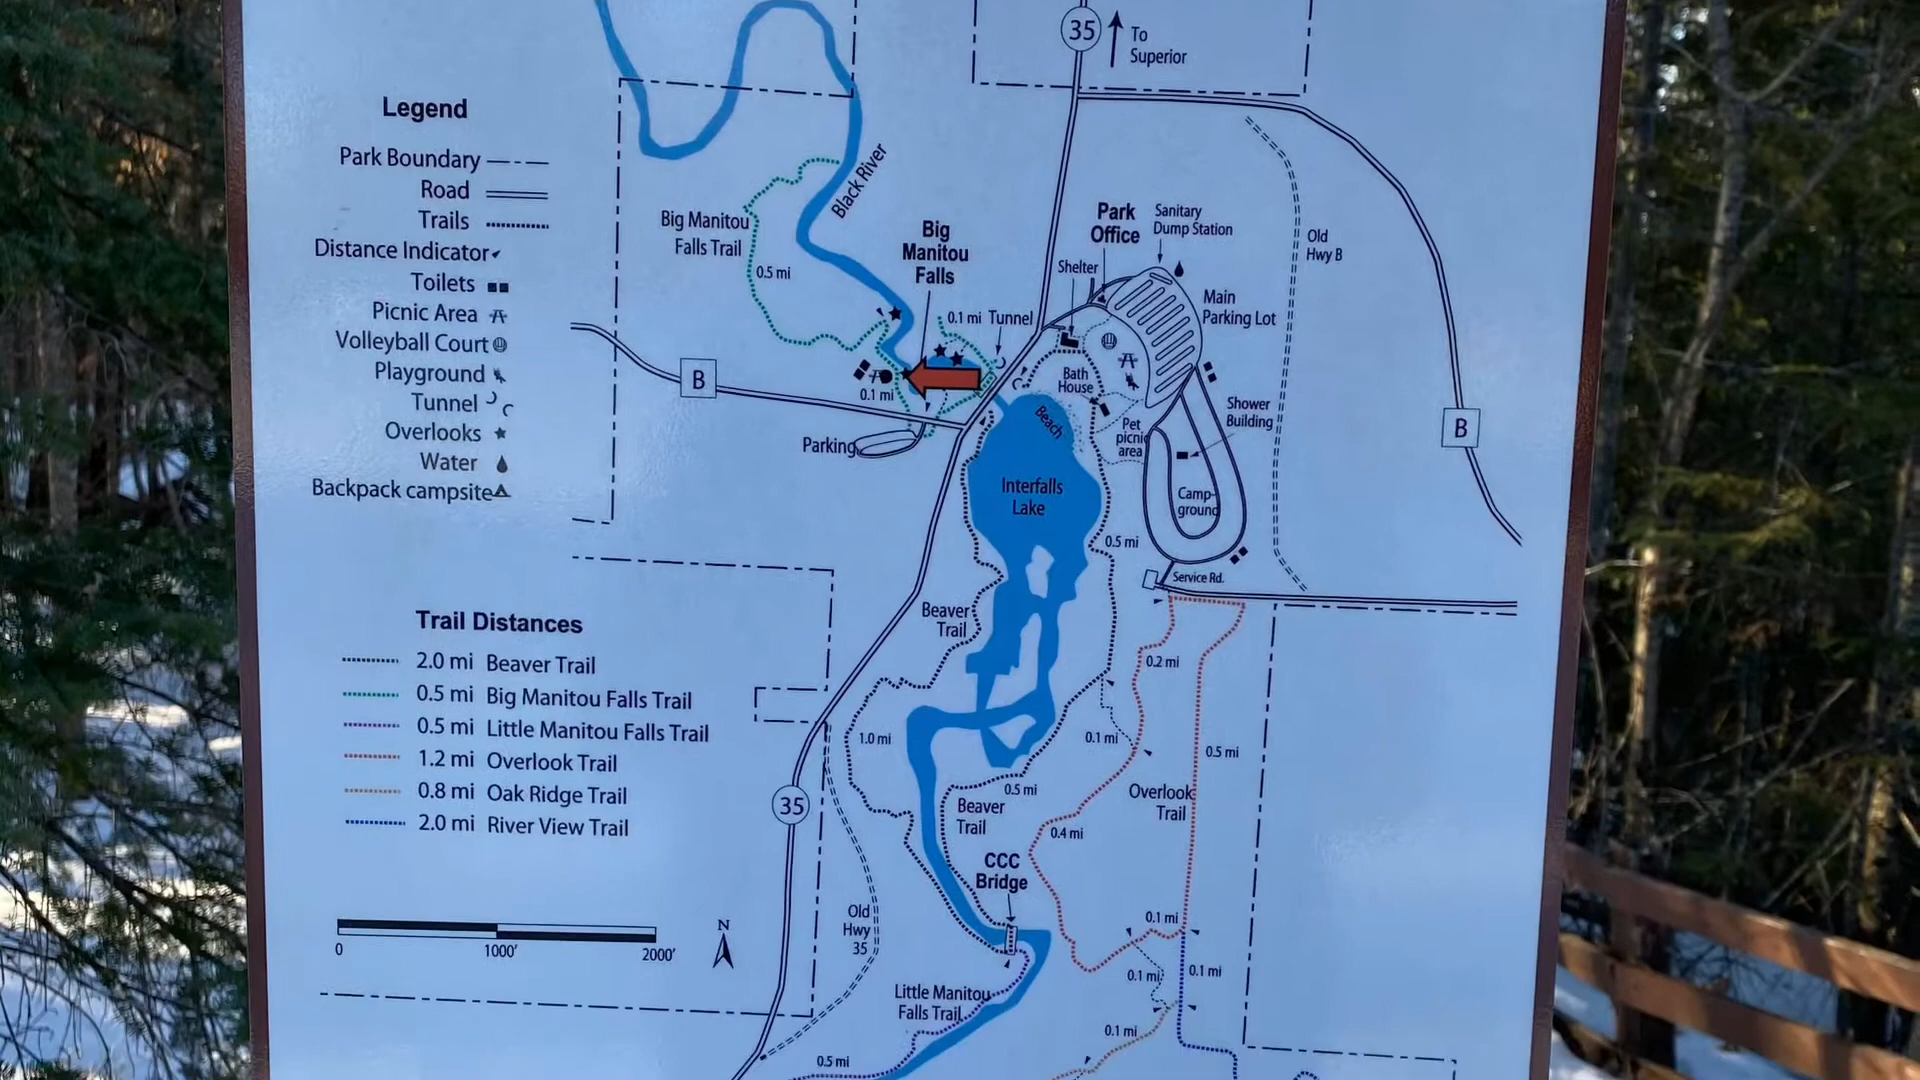 35
To
Superior
Legend
Park Boundary
Road
Trails
Distance Indicator
Toilets
Picnic Area
Volleyball Court
Playground
Tunnel
Overlooks
Water
Backpack campsite
Black River
Big Manitou
Falls Trail
0.5 mi
Big
Manitou
Falls
0.1 mi
Tunnel
0.1 mi
B
Parking
Park
Office
Sanitary
Dump Station
Shelter
Main
Parking Lot
Old
Hwy B
Bath
House
Beach
Pet
picnic
area
Shower
Building
B
Interfalls
Lake
Camp-
ground
0.5 mi
Service Rd.
Beaver
Trail
0.2 mi
Trail Distances
2.0 mi Beaver Trail
0.5 mi Big Manitou Falls Trail
0.5 mi Little Manitou Falls Trail
1.2 mi Overlook Trail
0.8 mi Oak Ridge Trail
2.0 mi River View Trail
1.0 mi
0.1 mi
0.5 mi
0.5 mi
Overlook
Trail
35
Beaver
Trail
0.4 mi
CCC
Bridge
Old
Hwy
35
0.1 mi
0.1 mi
0.1 mi
0
1000'
2000'
N
Little Manitou
Falls Trail
0.1 mi
0.5 mi